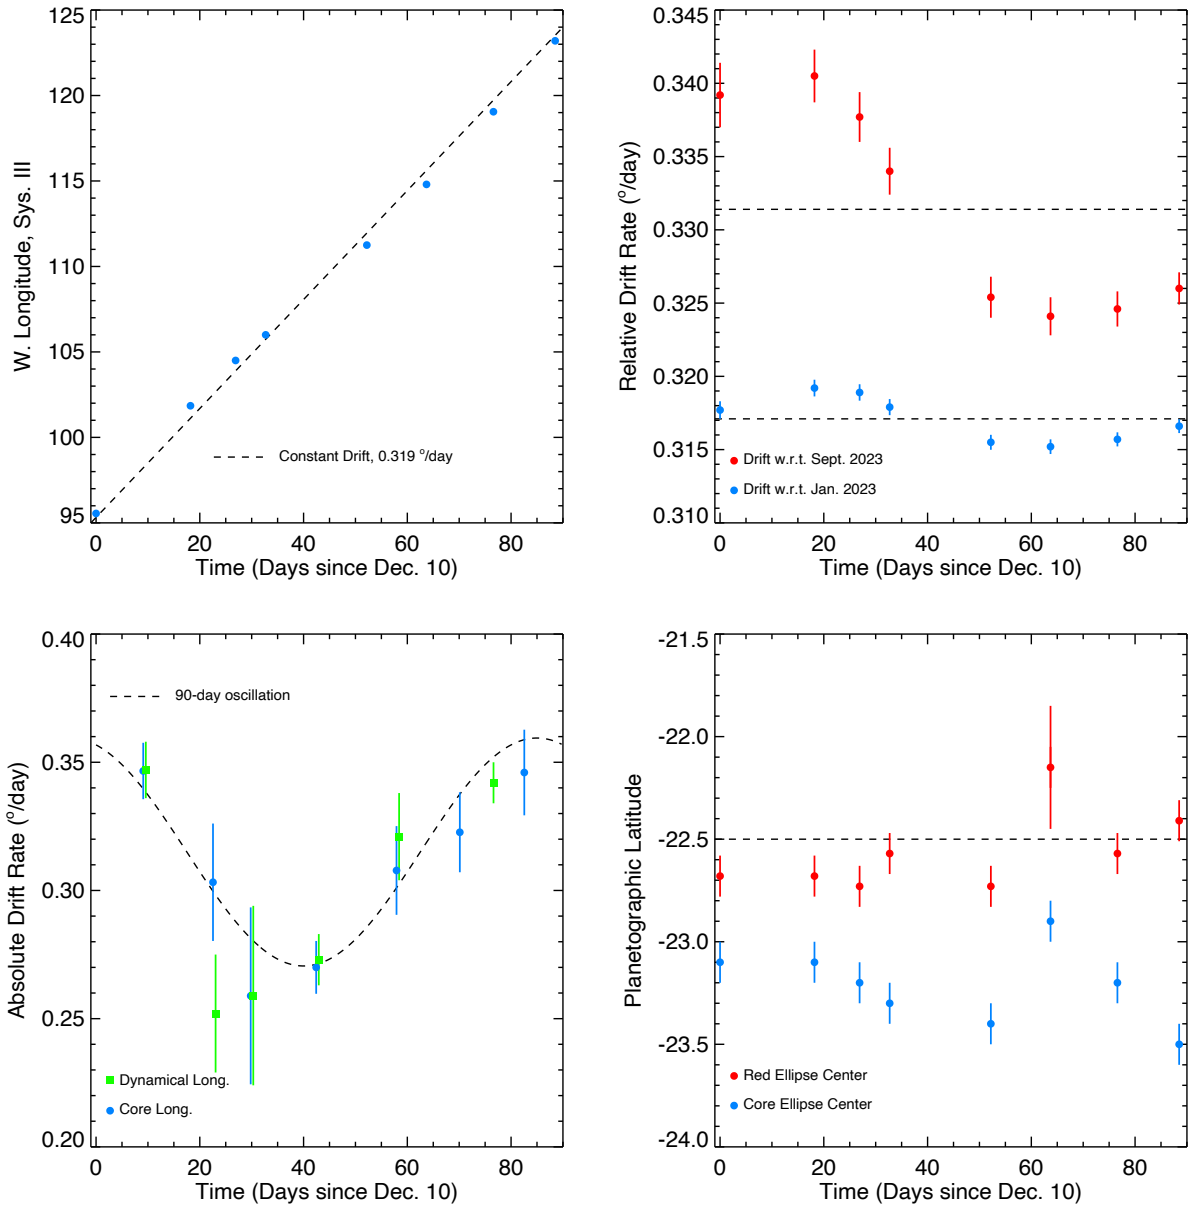 125
120
115
110
105
100
95
W. Longitude, Sys. III
Constant Drift, 0.319 °/day
0 20 40 60 80
Time (Days since Dec. 10)
0.345
0.340
0.335
0.330
0.325
0.320
0.315
0.310
Relative Drift Rate (°/day)
Drift w.r.t. Sept. 2023
Drift w.r.t. Jan. 2023
0 20 40 60 80
Time (Days since Dec. 10)
0.40
0.35
0.30
0.25
0.20
Absolute Drift Rate (°/day)
90-day oscillation
Dynamical Long.
Core Long.
0 20 40 60 80
Time (Days since Dec. 10)
-21.5
-22.0
-22.5
-23.0
-23.5
-24.0
Planetographic Latitude
Red Ellipse Center
Core Ellipse Center
0 20 40 60 80
Time (Days since Dec. 10)